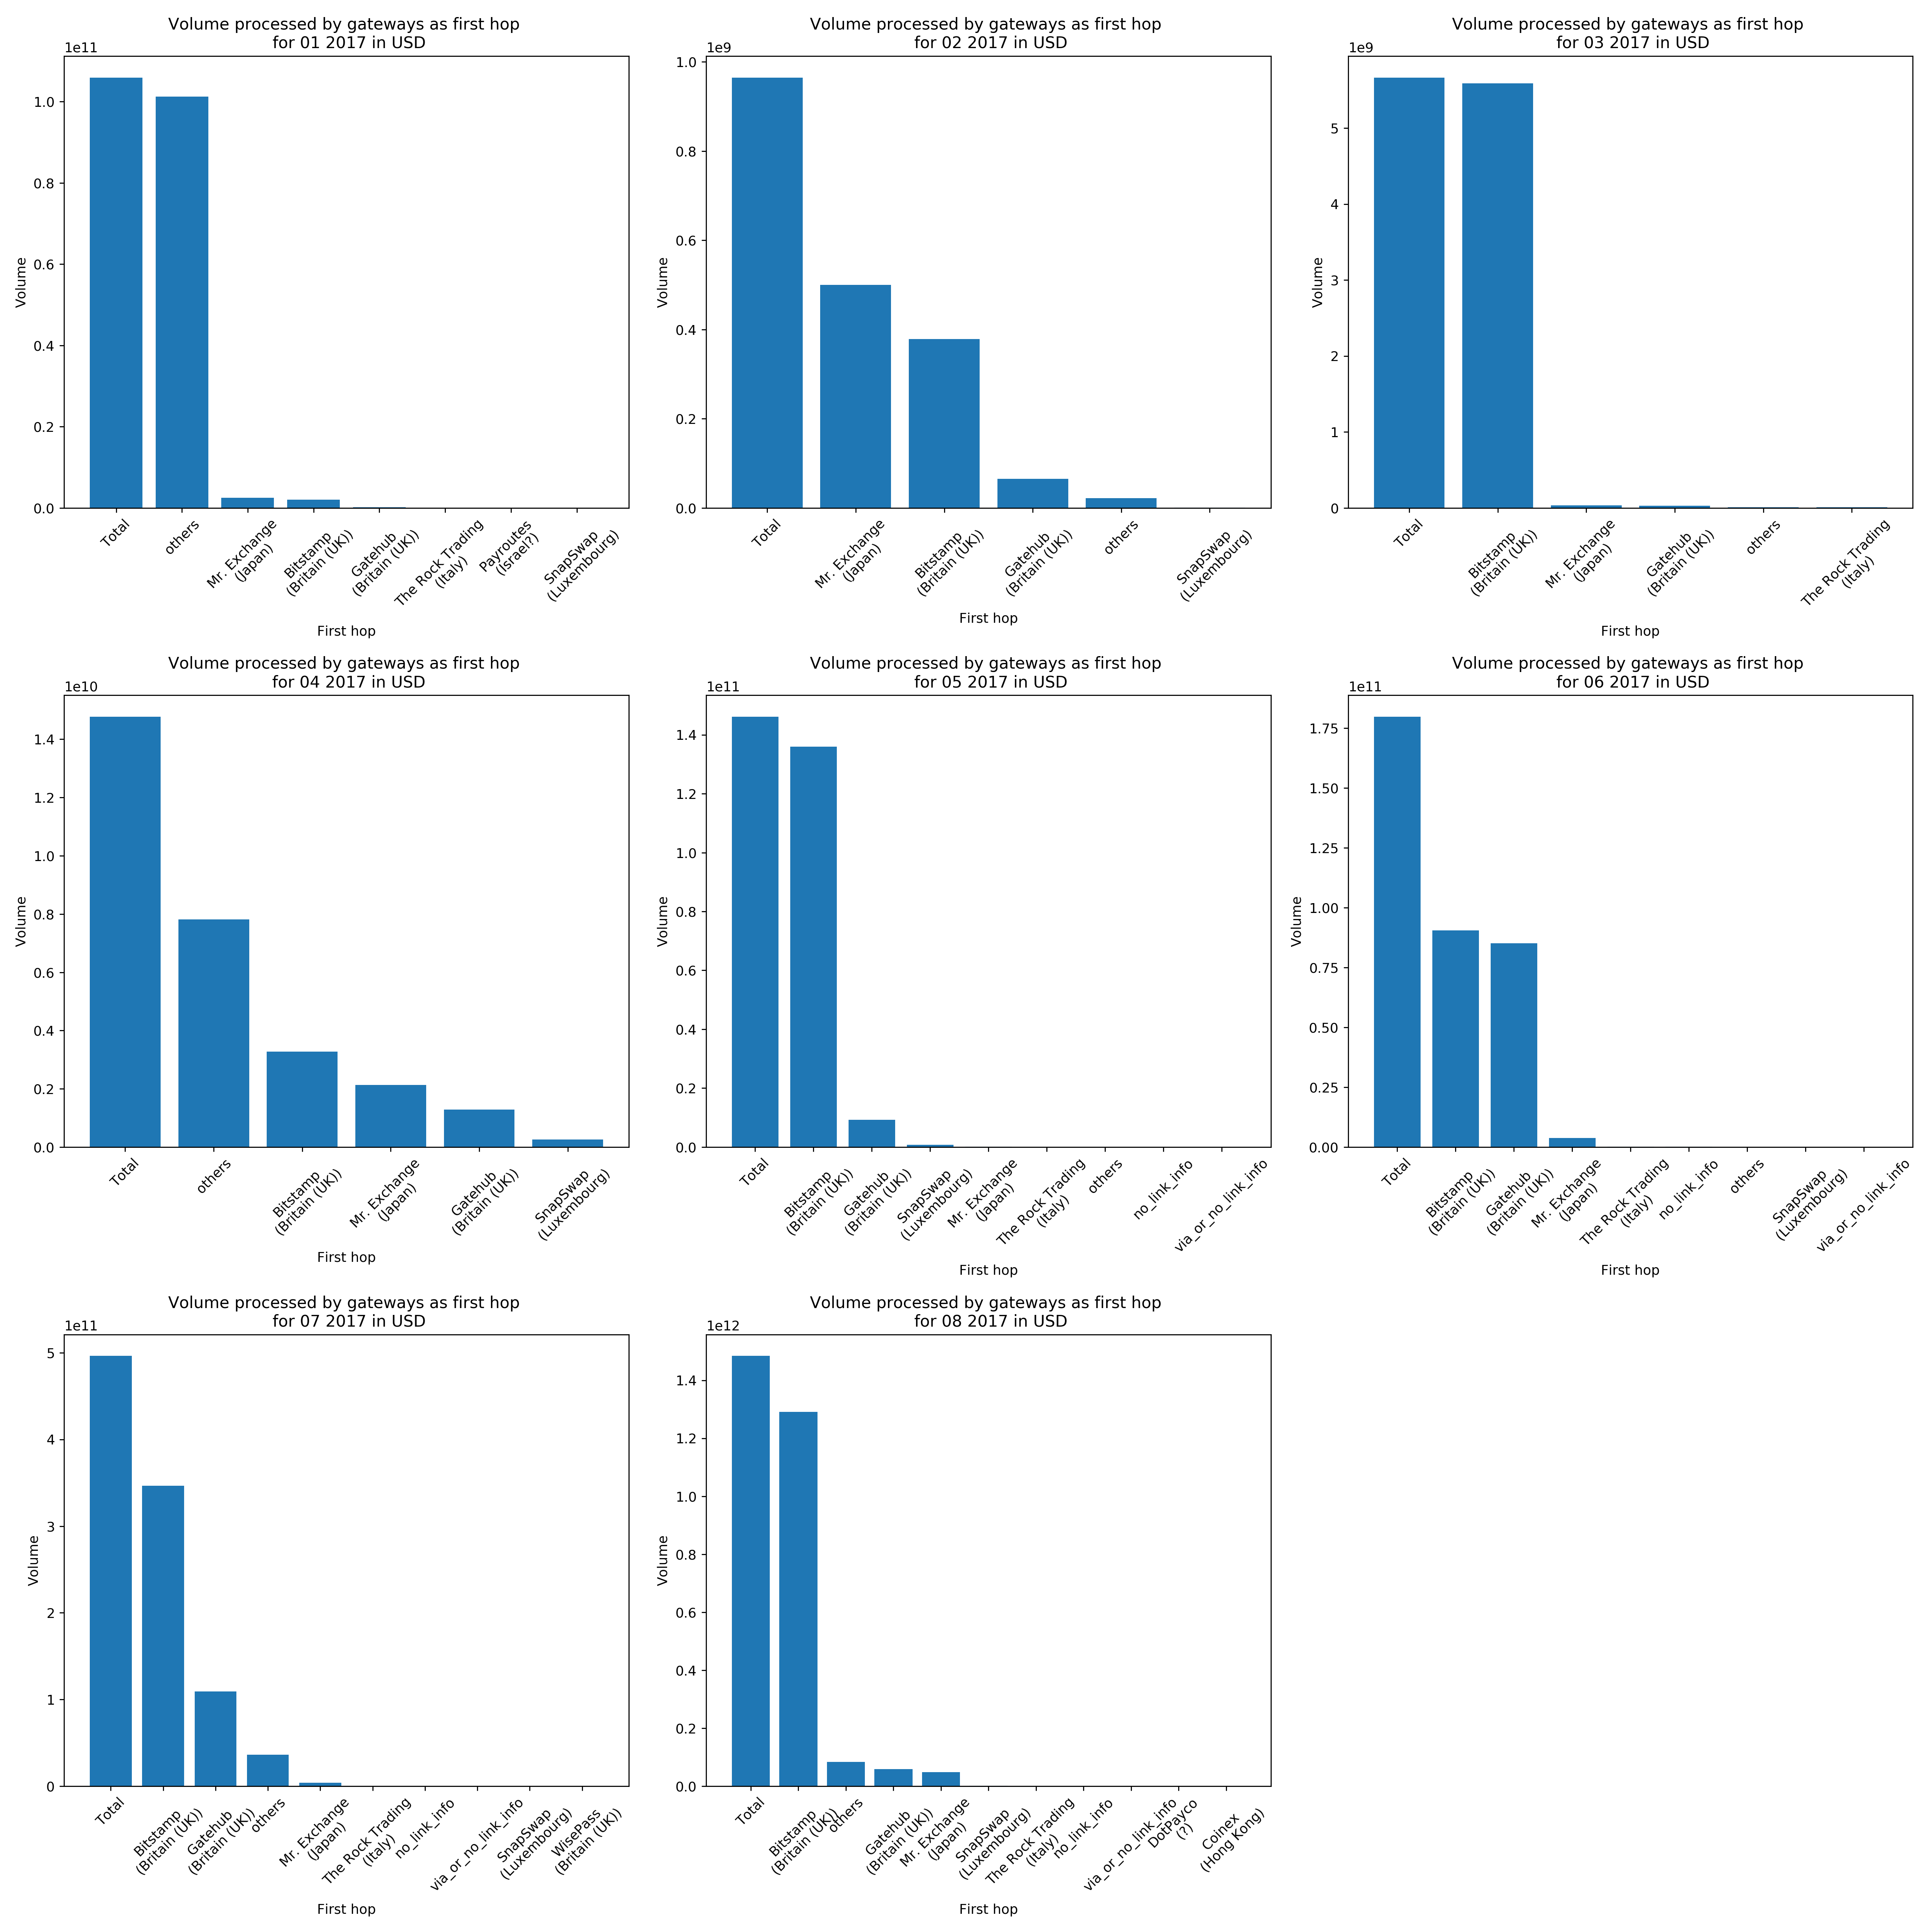 Volume processed by gateways as first hop
for 01 2017 in USD
1e11
1.0
0.8
0.6
0.4
0.2
0.0
Volume
Total
others
Mr. Exchange
(Japan)
Bitstamp
(Britain (UK))
Gatehub
(Britain (UK))
The Rock Trading
(Italy)
Payroutes
(Israel?)
SnapSwap
(Luxembourg)
First hop
Volume processed by gateways as first hop
for 02 2017 in USD
1e9
1.0
0.8
0.6
0.4
0.2
0.0
Volume
Total
Mr. Exchange
(Japan)
Bitstamp
(Britain (UK))
Gatehub
(Britain (UK))
others
SnapSwap
(Luxembourg)
First hop
Volume processed by gateways as first hop
for 03 2017 in USD
1e9
5
4
3
2
1
0
Volume
Total
Bitstamp
(Britain (UK))
Mr. Exchange
(Japan)
Gatehub
(Britain (UK))
others
The Rock Trading
(Italy)
First hop
Volume processed by gateways as first hop
for 04 2017 in USD
1e10
1.4
1.2
1.0
0.8
0.6
0.4
0.2
0.0
Volume
Total
others
Bitstamp
(Britain (UK))
Mr. Exchange
(Japan)
Gatehub
(Britain (UK))
SnapSwap
(Luxembourg)
First hop
Volume processed by gateways as first hop
for 05 2017 in USD
1e11
1.4
1.2
1.0
0.8
0.6
0.4
0.2
0.0
Volume
Total
Bitstamp
(Britain (UK))
Gatehub
(Britain (UK))
SnapSwap
(Luxembourg)
Mr. Exchange
(Japan)
The Rock Trading
(Italy)
others
no_link_info
via_or_no_link_info
First hop
Volume processed by gateways as first hop
for 06 2017 in USD
1e11
1.75
1.50
1.25
1.00
0.75
0.50
0.25
0.00
Volume
Total
Bitstamp
(Britain (UK))
Gatehub
(Britain (UK))
Mr. Exchange
(Japan)
The Rock Trading
(Italy)
no_link_info
others
SnapSwap
(Luxembourg)
via_or_no_link_info
First hop
Volume processed by gateways as first hop
for 07 2017 in USD
1e11
5
4
3
2
1
0
Volume
Total
Bitstamp
(Britain (UK))
Gatehub
(Britain (UK))
others
Mr. Exchange
(Japan)
The Rock Trading
(Italy)
no_link_info
via_or_no_link_info
SnapSwap
(Luxembourg)
WisePass
(Britain (UK))
First hop
Volume processed by gateways as first hop
for 08 2017 in USD
1e12
1.4
1.2
1.0
0.8
0.6
0.4
0.2
0.0
Volume
Total
Bitstamp
(Britain (UK))
others
Gatehub
(Britain (UK))
Mr. Exchange
(Japan)
SnapSwap
(Luxembourg)
The Rock Trading
(Italy)
no_link_info
via_or_no_link_info
DotPayco
(?)
Coinex
(Hong Kong)
First hop